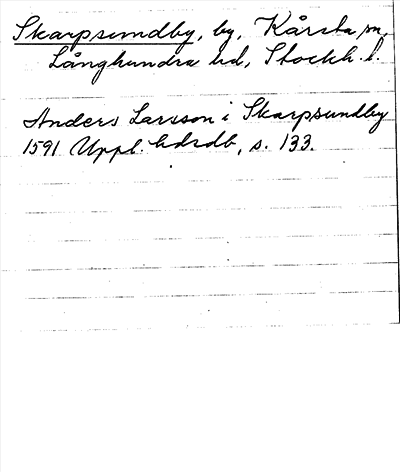 Skarpsundby, by, Kårsta sn,
Långhundra hd, Stockh. l.
Anders Larsson i Skarpsundby
1591 Uppl. hdrdb, s. 133.